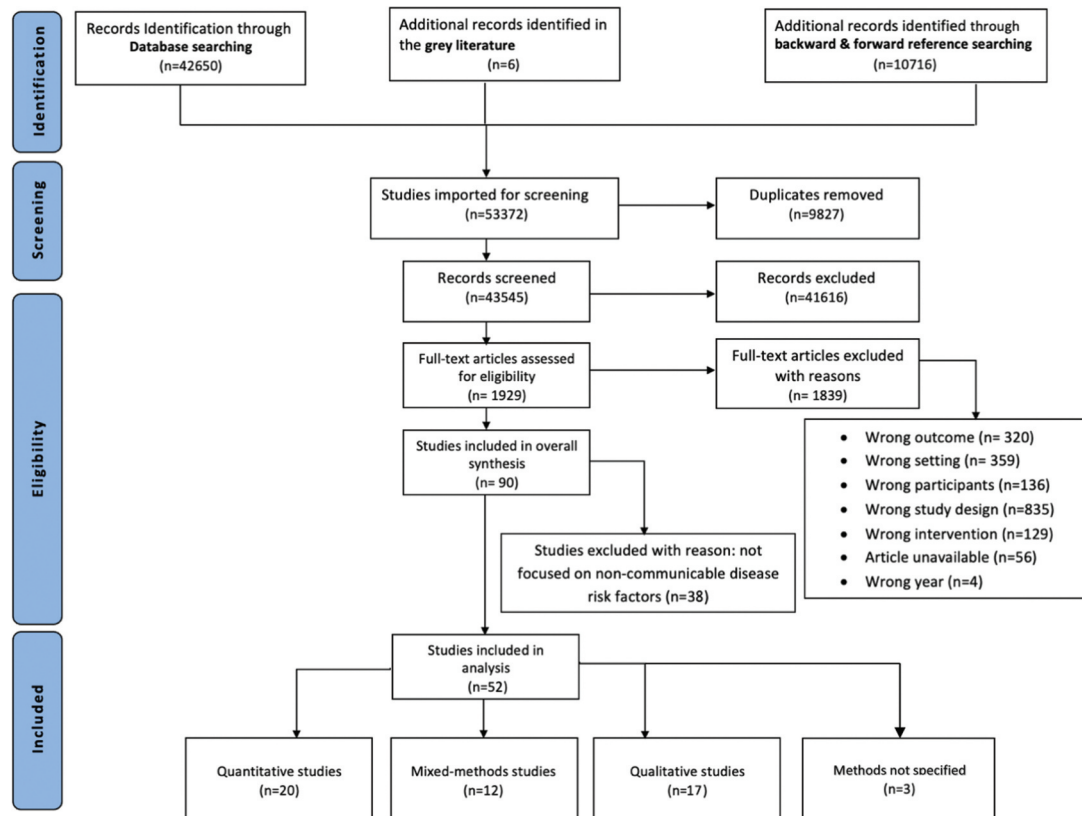 Identification
Records Identification through
Database searching
(n=42650)
Additional records identified in
the grey literature
(n=6)
Additional records identified through
backward & forward reference searching
(n=10716)
Screening
Studies imported for screening
(n=53372)
Duplicates removed
(n=9827)
Records screened
(n=43545)
Records excluded
(n=41616)
Eligibility
Full-text articles assessed
for eligibility
(n= 1929)
Full-text articles excluded
with reasons
(n= 1839)
Studies included in overall
synthesis
(n= 90)
• Wrong outcome (n= 320)
• Wrong setting (n= 359)
• Wrong participants (n=136)
• Wrong study design (n=835)
• Wrong intervention (n=129)
• Article unavailable (n=56)
• Wrong year (n=4)
Studies excluded with reason: not
focused on non-communicable disease
risk factors (n=38)
Included
Studies included in
analysis
(n=52)
Quantitative studies
(n=20)
Mixed-methods studies
(n=12)
Qualitative studies
(n=17)
Methods not specified
(n=3)